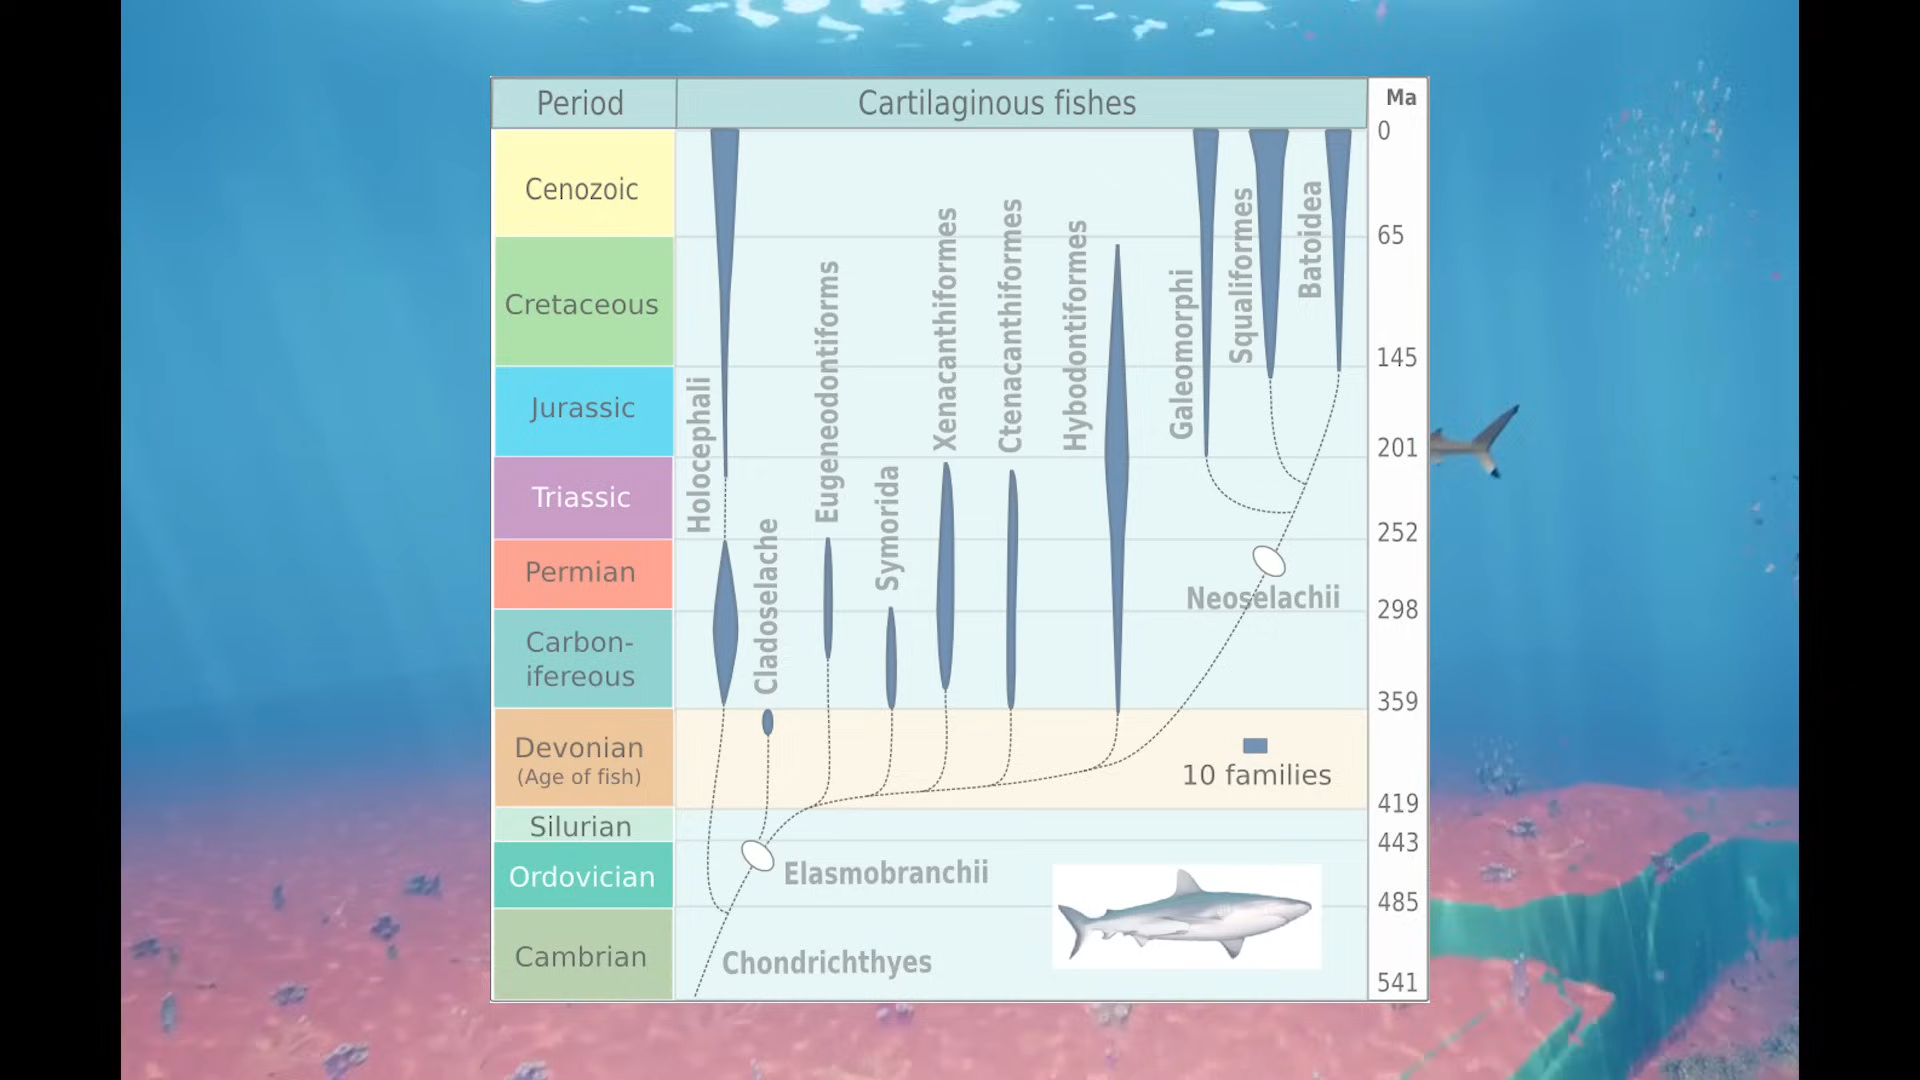 Period
Cartilaginous fishes
Ma
0
Cenozoic
65
Cretaceous
145
Jurassic
201
Triassic
252
Permian
298
Carbon-
ifereous
359
Devonian
(Age of fish)
419
Silurian
443
Ordovician
485
Cambrian
541
Holocephali
Cladoselache
Eugeneodontiforms
Symorida
Xenacanthiformes
Ctenacanthiformes
Hybodontiformes
Galeomorphi
Squaliformes
Batoidea
Neoselachii
10 families
Elasmobranchii
Chondrichthyes